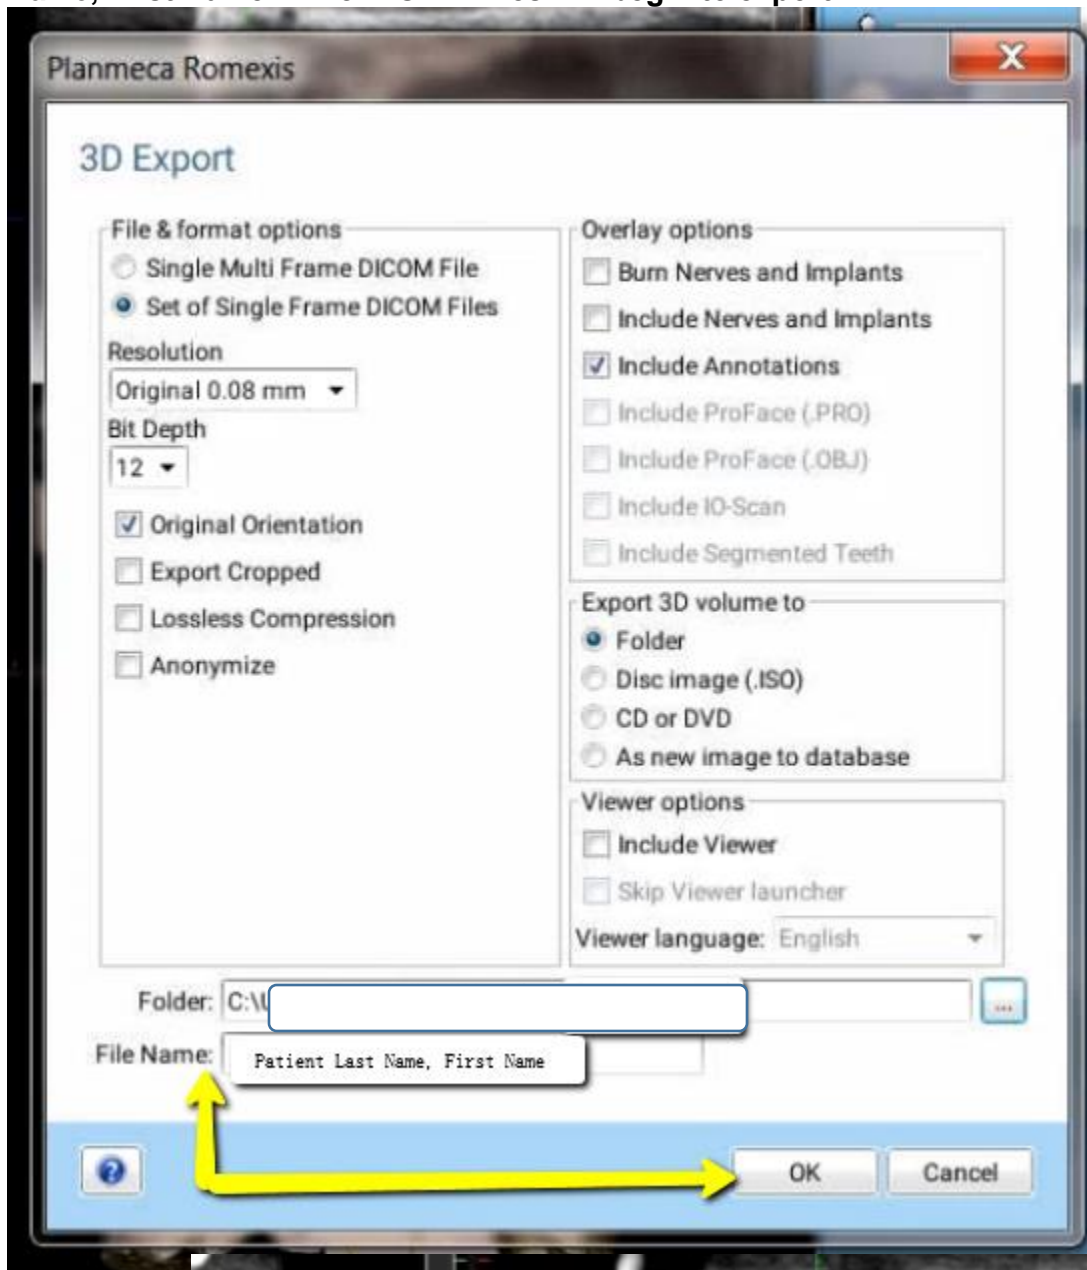 Planmeca Romexis
3D Export
File & format options
Single Multi Frame DICOM File
Set of Single Frame DICOM Files
Resolution
Original 0.08 mm
Bit Depth
12
Original Orientation
Export Cropped
Lossless Compression
Anonymize
Overlay options
Burn Nerves and Implants
Include Nerves and Implants
Include Annotations
Include ProFace (.PRO)
Include ProFace (.OBJ)
Include IO-Scan
Include Segmented Teeth
Export 3D volume to
Folder
Disc image (.ISO)
CD or DVD
As new image to database
Viewer options
Include Viewer
Skip Viewer launcher
Viewer language: English
Folder: C:\U
...
File Name: Patient Last Name, First Name
?
OK Cancel